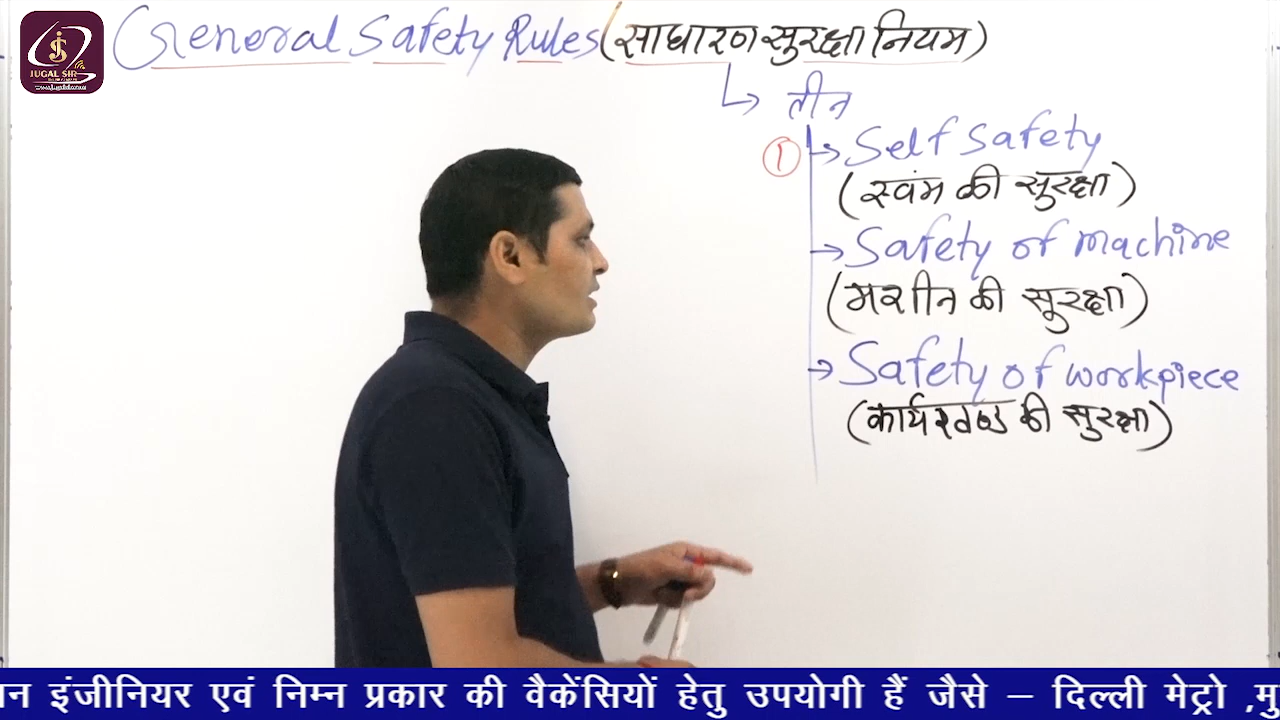 JUGAL SIR
General Safety Rules (साधारण सुरक्षा नियम)
तीन
1 Self Safety
(स्वंम की सुरक्षा)
Safety of machine
(मशीन की सुरक्षा)
Safety of workpiece
(कार्यखण्ड की सुरक्षा)
न इंजीनियर एवं निम्न प्रकार की वैकेंसियों हेतु उपयोगी हैं जैसे – दिल्ली मेट्रो ,मु